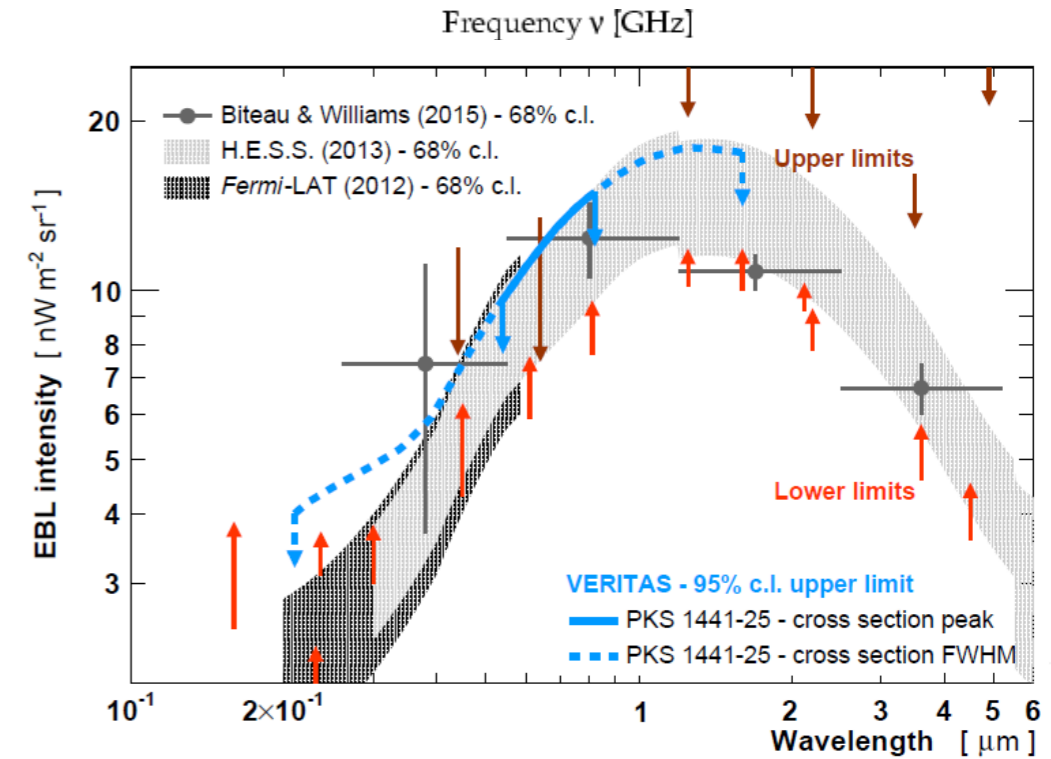 Frequency ν [GHz]
Biteau & Williams (2015) - 68% c.l.
H.E.S.S. (2013) - 68% c.l.
Fermi-LAT (2012) - 68% c.l.
Upper limits
Lower limits
VERITAS - 95% c.l. upper limit
PKS 1441-25 - cross section peak
PKS 1441-25 - cross section FWHM
EBL intensity [ nW m⁻² sr⁻¹ ]
20
10
8
7
6
5
4
3
10⁻¹ 2×10⁻¹ 1 2 3 4 5 6
Wavelength [ μm ]